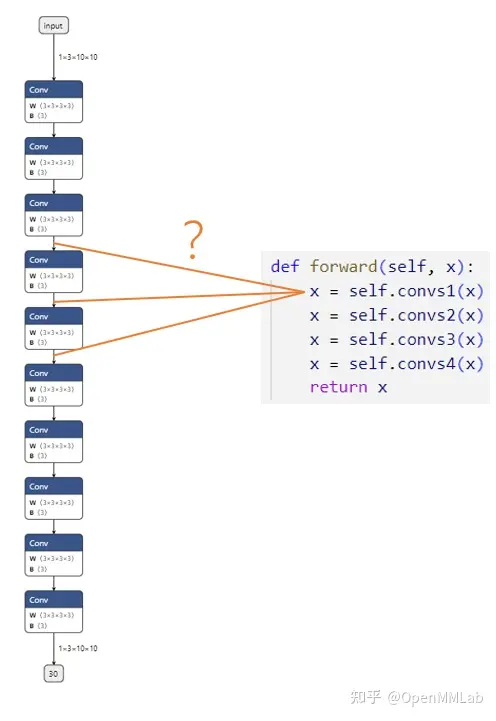 input
1×3×10×10
Conv
W (3×3×3×3)
B (3)
Conv
W (3×3×3×3)
B (3)
Conv
W (3×3×3×3)
B (3)
?
Conv
W (3×3×3×3)
B (3)
Conv
W (3×3×3×3)
B (3)
Conv
W (3×3×3×3)
B (3)
Conv
W (3×3×3×3)
B (3)
Conv
W (3×3×3×3)
B (3)
Conv
W (3×3×3×3)
B (3)
Conv
W (3×3×3×3)
B (3)
1×3×10×10
30
def forward(self, x):
x = self.convs1(x)
x = self.convs2(x)
x = self.convs3(x)
x = self.convs4(x)
return x
知乎 @OpenMMLab